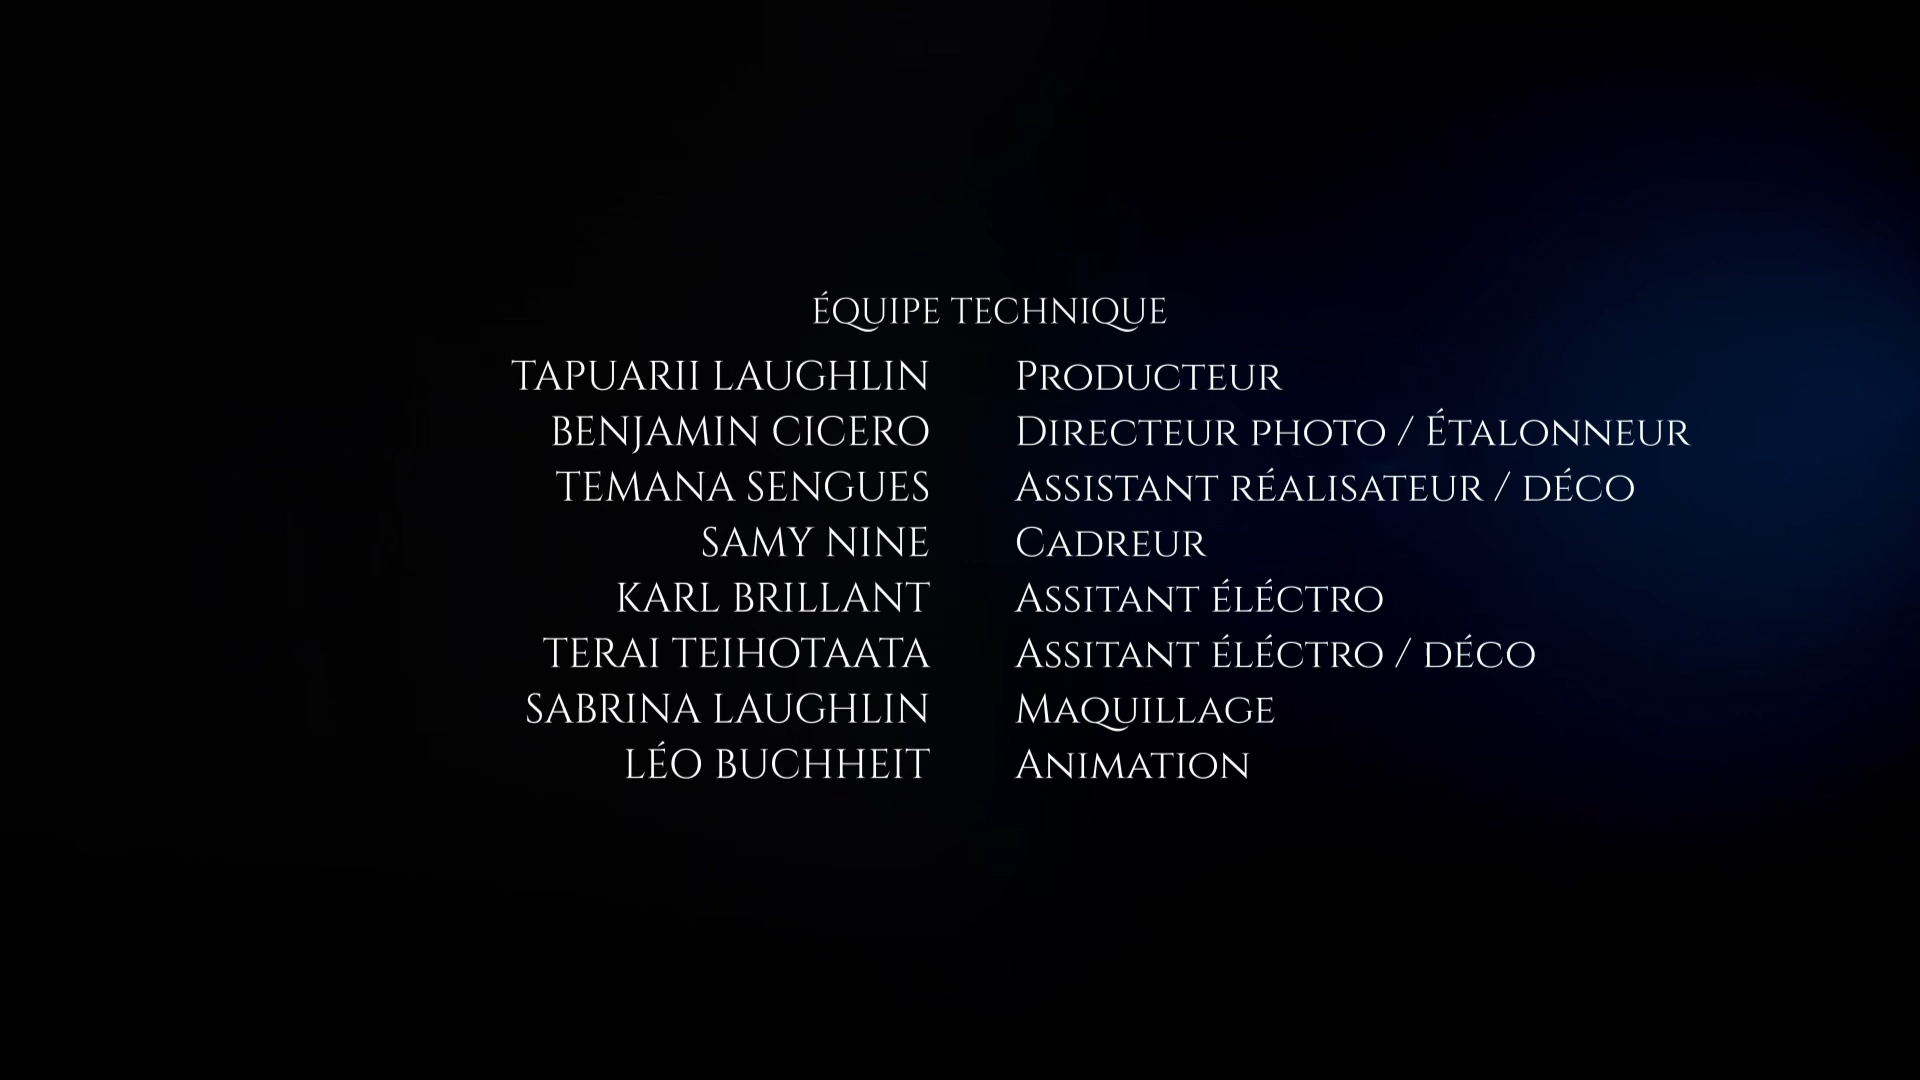 ÉQUIPE TECHNIQUE
TAPUARII LAUGHLIN Producteur
BENJAMIN CICERO Directeur photo / Étalonneur
TEMANA SENGUES Assistant réalisateur / déco
SAMY NINE Cadreur
KARL BRILLANT Assitant éléctro
TERAI TEIHOTAATA Assitant éléctro / déco
SABRINA LAUGHLIN Maquillage
LÉO BUCHHEIT Animation